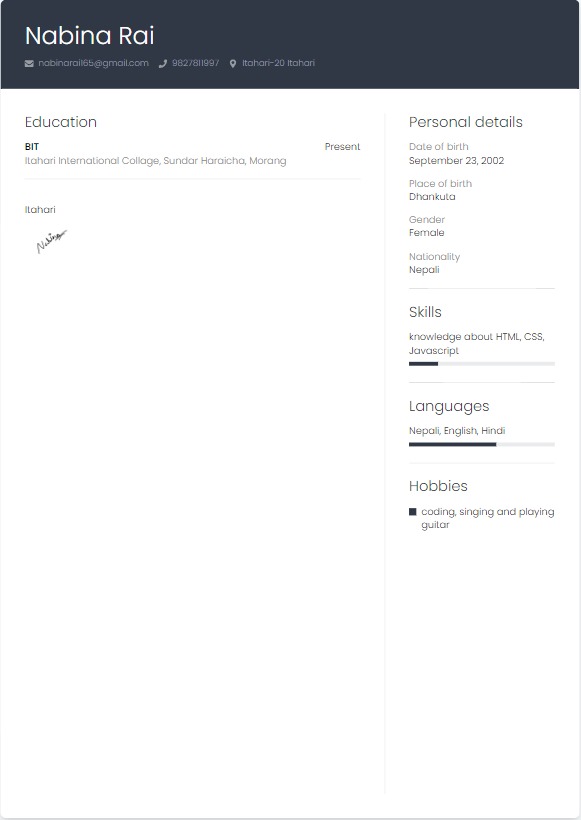 Nabina Rai
nabinarai165@gmail.com 9827811997 Itahari-20 Itahari
Education
BIT Present
Itahari International Collage, Sundar Haraicha, Morang
Itahari
Nabina
Personal details
Date of birth
September 23, 2002
Place of birth
Dhankuta
Gender
Female
Nationality
Nepali
Skills
knowledge about HTML, CSS,
Javascript
Languages
Nepali, English, Hindi
Hobbies
coding, singing and playing
guitar